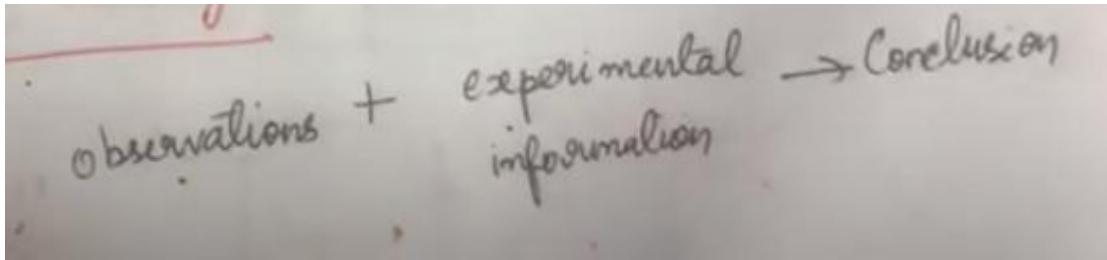 observations + experimental → Conclusion
information